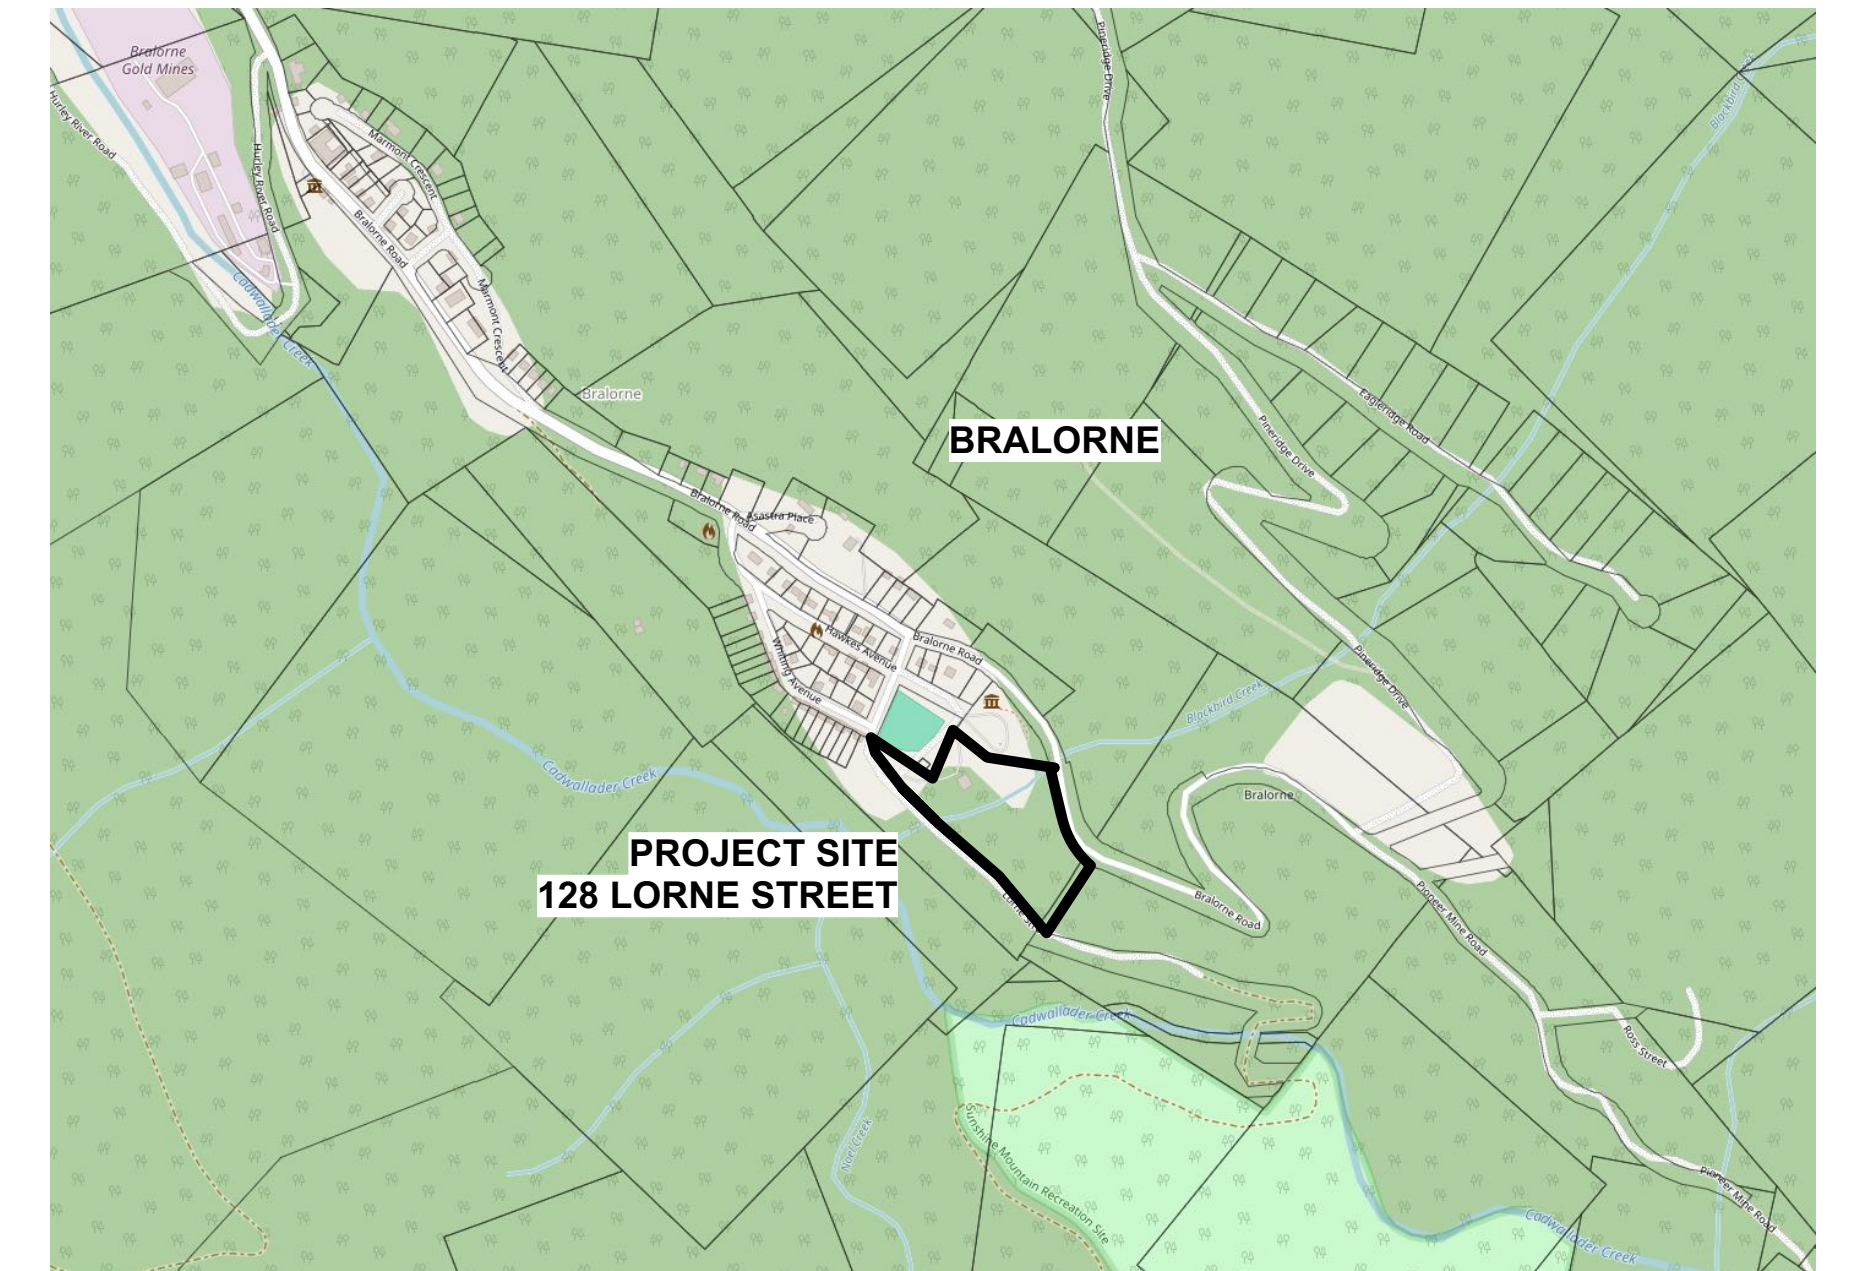 Bralorne
Gold Mines
Pineridge Drive
Blackbird Creek
Hurley River Road
Marmont Crescent
Hurley River Road
Bralorne Road
Cadwallader Creek
Marmont Crescent
Bralorne
Eagleridge Road
BRALORNE
Pineridge Drive
Bralorne Road
Asastra Place
Hawkes Avenue
Bralorne Road
Whiting Avenue
Pineridge Drive
Blackbird Creek
Cadwallader Creek
Bralorne
PROJECT SITE
128 LORNE STREET
Lorne
Bralorne Road
Pioneer Mine Road
Cadwallader Creek
Ross Street
Noel Creek
Sunshine Mountain Recreation Site
Pioneer Mine Road
Cadwallader Creek